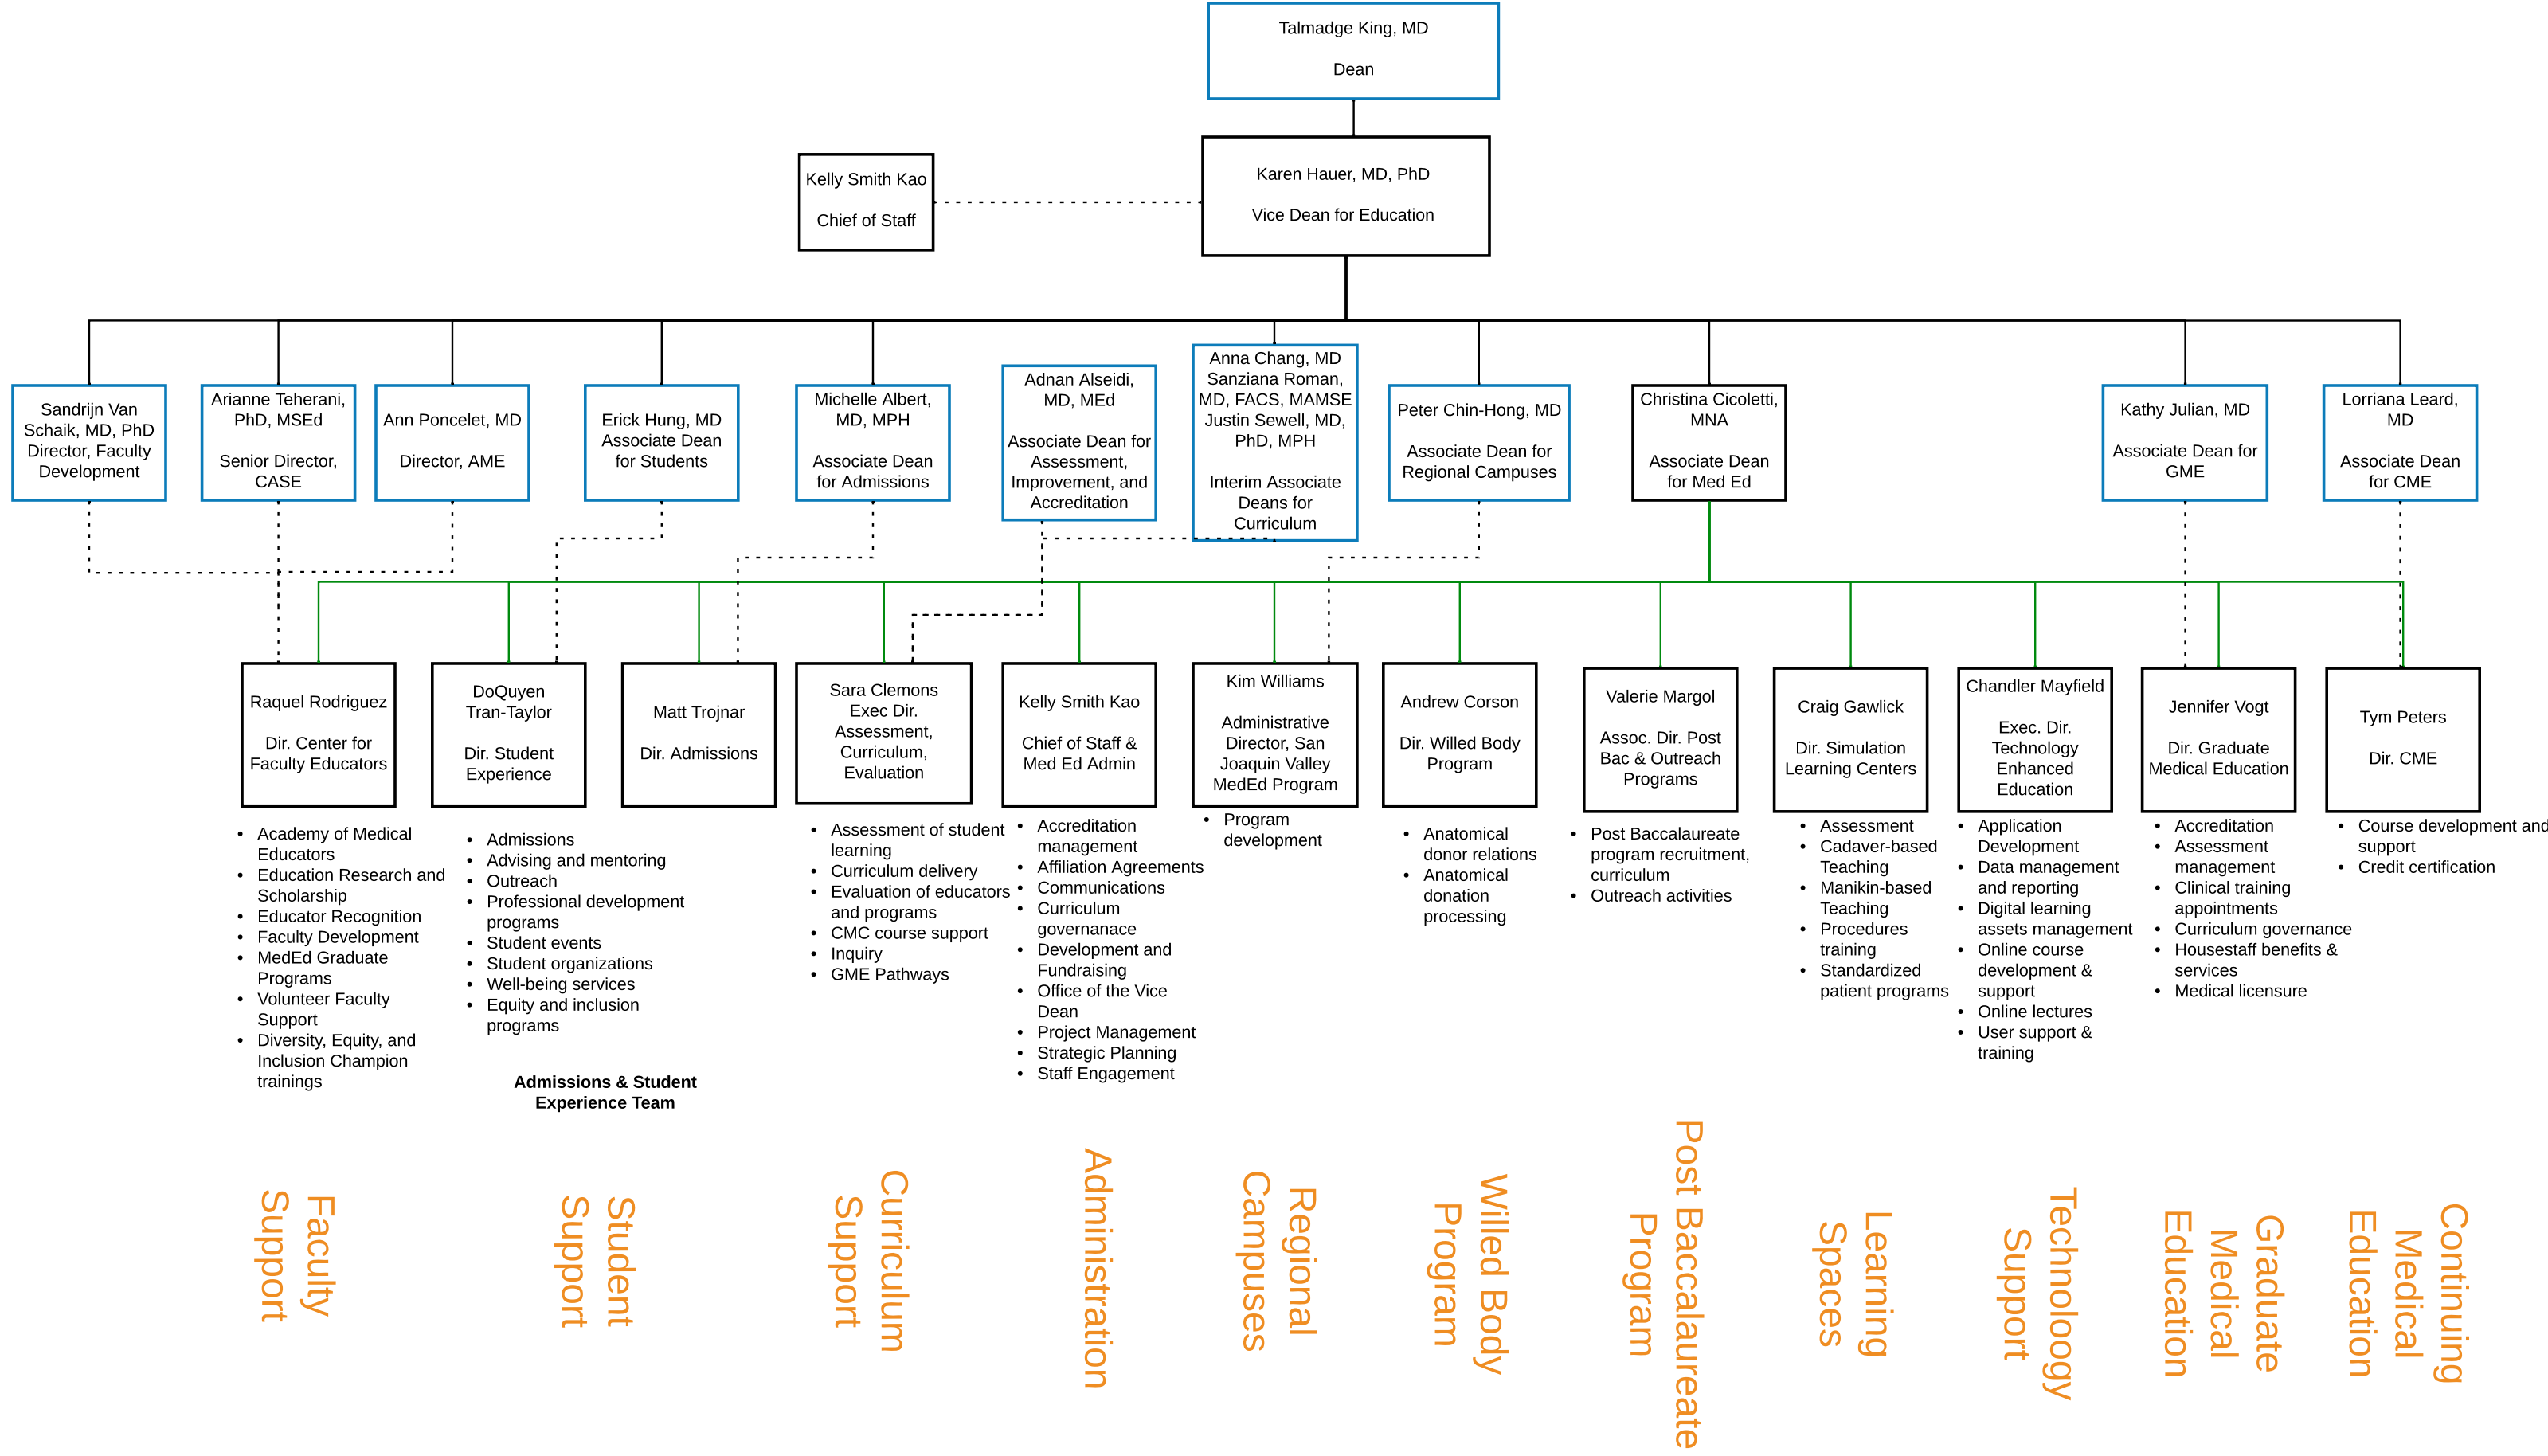 Talmadge King, MD
Dean
Karen Hauer, MD, PhD
Vice Dean for Education
Kelly Smith Kao
Chief of Staff
Sandrijn Van
Schaik, MD, PhD
Director, Faculty
Development
Arianne Teherani,
PhD, MSEd
Senior Director,
CASE
Ann Poncelet, MD
Director, AME
Erick Hung, MD
Associate Dean
for Students
Michelle Albert,
MD, MPH
Associate Dean
for Admissions
Adnan Alseidi,
MD, MEd
Associate Dean for
Assessment,
Improvement, and
Accreditation
Anna Chang, MD
Sanziana Roman,
MD, FACS, MAMSE
Justin Sewell, MD,
PhD, MPH
Interim Associate
Deans for
Curriculum
Peter Chin-Hong, MD
Associate Dean for
Regional Campuses
Christina Cicoletti,
MNA
Associate Dean
for Med Ed
Kathy Julian, MD
Associate Dean for
GME
Lorriana Leard,
MD
Associate Dean
for CME
Raquel Rodriguez
Dir. Center for
Faculty Educators
DoQuyen
Tran-Taylor
Dir. Student
Experience
Matt Trojnar
Dir. Admissions
Sara Clemons
Exec Dir.
Assessment,
Curriculum,
Evaluation
Kelly Smith Kao
Chief of Staff &
Med Ed Admin
Kim Williams
Administrative
Director, San
Joaquin Valley
MedEd Program
Andrew Corson
Dir. Willed Body
Program
Valerie Margol
Assoc. Dir. Post
Bac & Outreach
Programs
Craig Gawlick
Dir. Simulation
Learning Centers
Chandler Mayfield
Exec. Dir.
Technology
Enhanced
Education
Jennifer Vogt
Dir. Graduate
Medical Education
Tym Peters
Dir. CME
• Academy of Medical
Educators
• Education Research and
Scholarship
• Educator Recognition
• Faculty Development
• MedEd Graduate
Programs
• Volunteer Faculty
Support
• Diversity, Equity, and
Inclusion Champion
trainings
• Admissions
• Advising and mentoring
• Outreach
• Professional development
programs
• Student events
• Student organizations
• Well-being services
• Equity and inclusion
programs
Admissions & Student
Experience Team
• Assessment of student
learning
• Curriculum delivery
• Evaluation of educators
and programs
• CMC course support
• Inquiry
• GME Pathways
• Accreditation
management
• Affiliation Agreements
• Communications
• Curriculum
governanace
• Development and
Fundraising
• Office of the Vice
Dean
• Project Management
• Strategic Planning
• Staff Engagement
• Program
development
• Anatomical
donor relations
• Anatomical
donation
processing
• Post Baccalaureate
program recruitment,
curriculum
• Outreach activities
• Assessment
• Cadaver-based
Teaching
• Manikin-based
Teaching
• Procedures
training
• Standardized
patient programs
• Application
Development
• Data management
and reporting
• Digital learning
assets management
• Online course
development &
support
• Online lectures
• User support &
training
• Accreditation
• Assessment
management
• Clinical training
appointments
• Curriculum governance
• Housestaff benefits &
services
• Medical licensure
• Course development and
support
• Credit certification
Faculty
Support
Student
Support
Curriculum
Support
Administration
Regional
Campuses
Willed Body
Program
Post Baccalaureate
Program
Learning
Spaces
Technology
Support
Graduate
Medical
Education
Continuing
Medical
Education